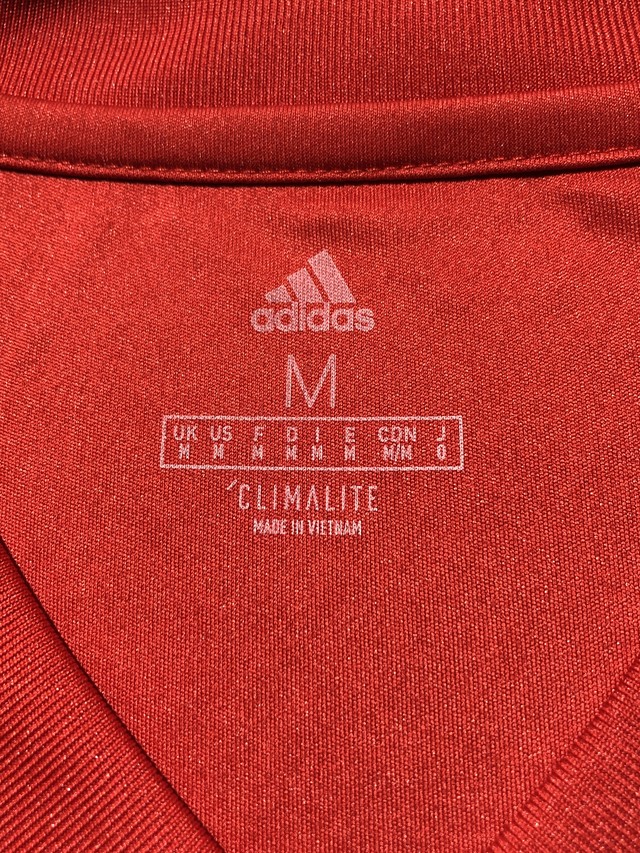 adidas
M
UK US F D I E CDN J
M M M M M M M/M O
CLIMALITE
MADE IN VIETNAM